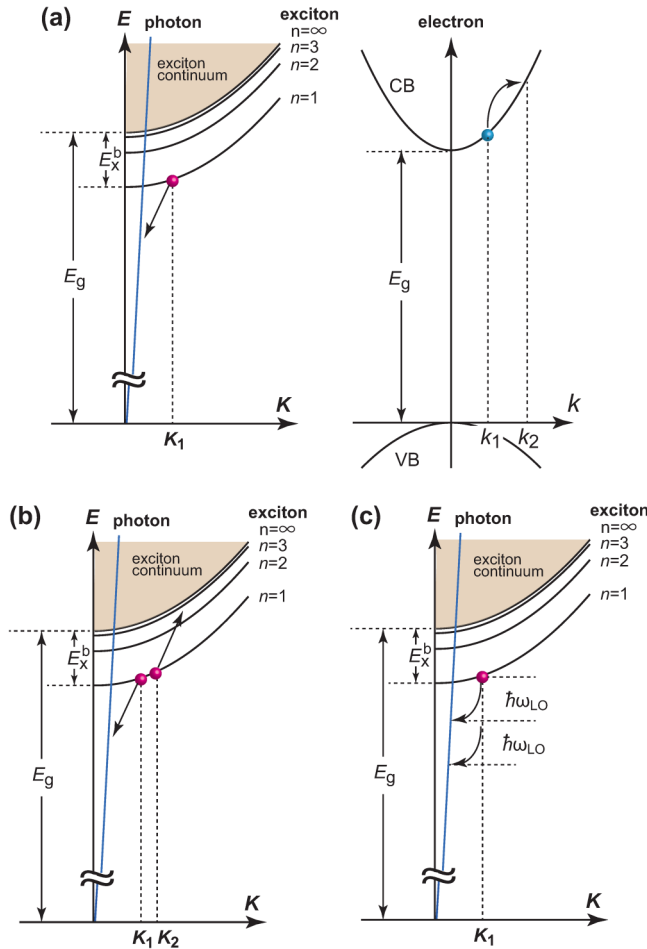 (a)
E
photon
exciton
n=∞
n=3
n=2
n=1
exciton
continuum
E_x^b
E_g
K
K_1
electron
CB
E_g
k
k_1
k_2
VB
(b)
E
photon
exciton
n=∞
n=3
n=2
n=1
exciton
continuum
E_x^b
E_g
K
K_1 K_2
(c)
E
photon
exciton
n=∞
n=3
n=2
n=1
exciton
continuum
E_x^b
ħω_LO
ħω_LO
E_g
K
K_1